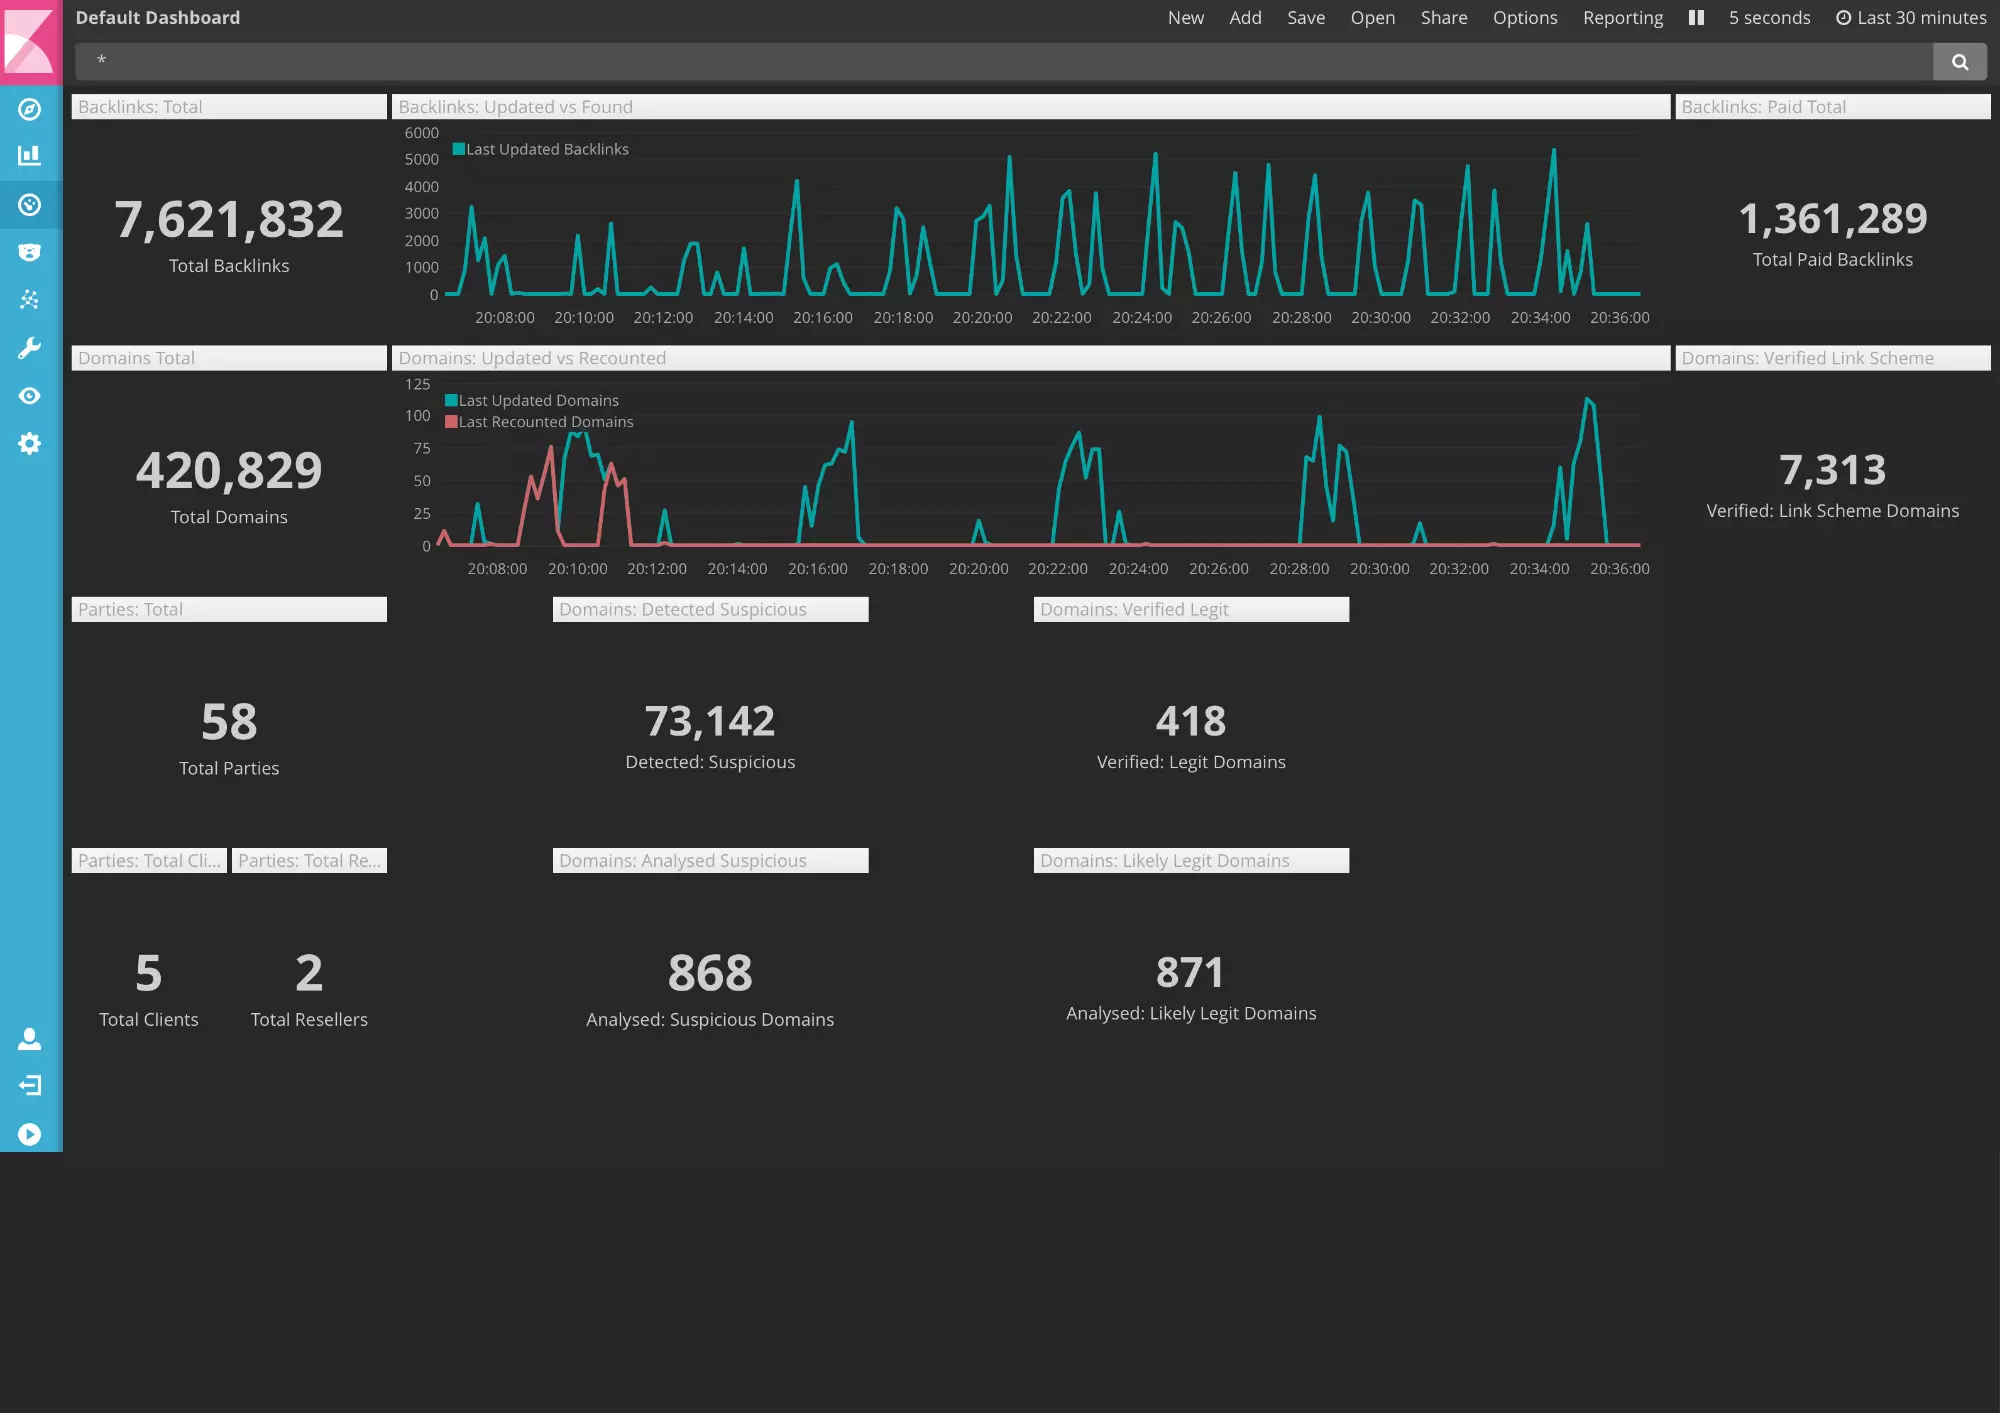 Default Dashboard
New Add Save Open Share Options Reporting 5 seconds Last 30 minutes
*
Backlinks: Total
7,621,832
Total Backlinks
Backlinks: Updated vs Found
6000
5000
4000
3000
2000
1000
0
Last Updated Backlinks
20:08:00 20:10:00 20:12:00 20:14:00 20:16:00 20:18:00 20:20:00 20:22:00 20:24:00 20:26:00 20:28:00 20:30:00 20:32:00 20:34:00 20:36:00
Backlinks: Paid Total
1,361,289
Total Paid Backlinks
Domains Total
420,829
Total Domains
Domains: Updated vs Recounted
125
100
75
50
25
0
Last Updated Domains
Last Recounted Domains
20:08:00 20:10:00 20:12:00 20:14:00 20:16:00 20:18:00 20:20:00 20:22:00 20:24:00 20:26:00 20:28:00 20:30:00 20:32:00 20:34:00 20:36:00
Domains: Verified Link Scheme
7,313
Verified: Link Scheme Domains
Parties: Total
58
Total Parties
Domains: Detected Suspicious
73,142
Detected: Suspicious
Domains: Verified Legit
418
Verified: Legit Domains
Parties: Total Cli...
5
Total Clients
Parties: Total Re...
2
Total Resellers
Domains: Analysed Suspicious
868
Analysed: Suspicious Domains
Domains: Likely Legit Domains
871
Analysed: Likely Legit Domains